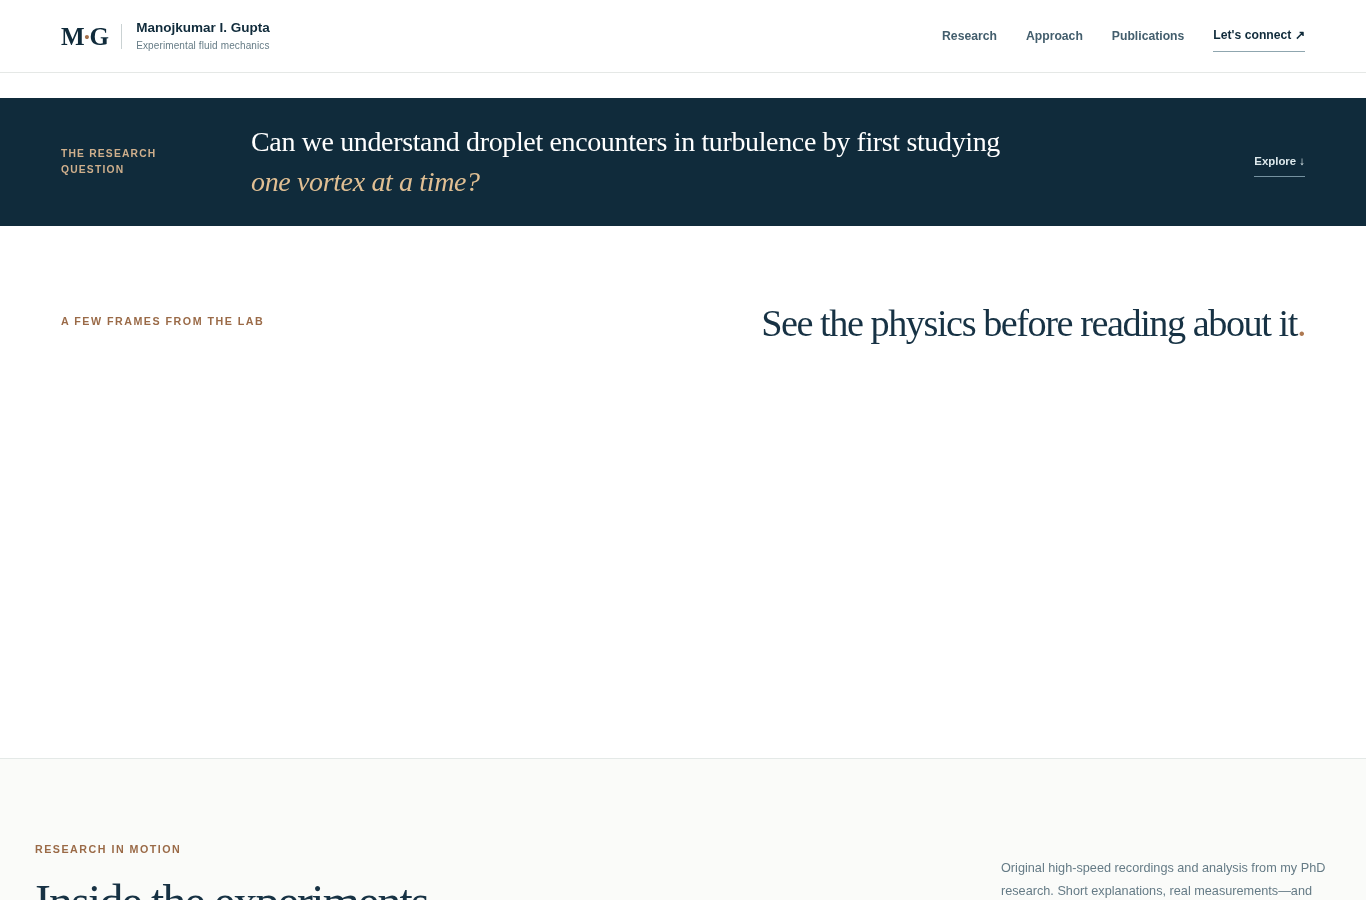 M·G
Manojkumar I. Gupta
Experimental fluid mechanics
Research
Approach
Publications
Let's connect ↗
THE RESEARCH
QUESTION
Can we understand droplet encounters in turbulence by first studying
one vortex at a time?
Explore ↓
A FEW FRAMES FROM THE LAB
See the physics before reading about it.
RESEARCH IN MOTION
Inside the experiments
Original high-speed recordings and analysis from my PhD
research. Short explanations, real measurements—and